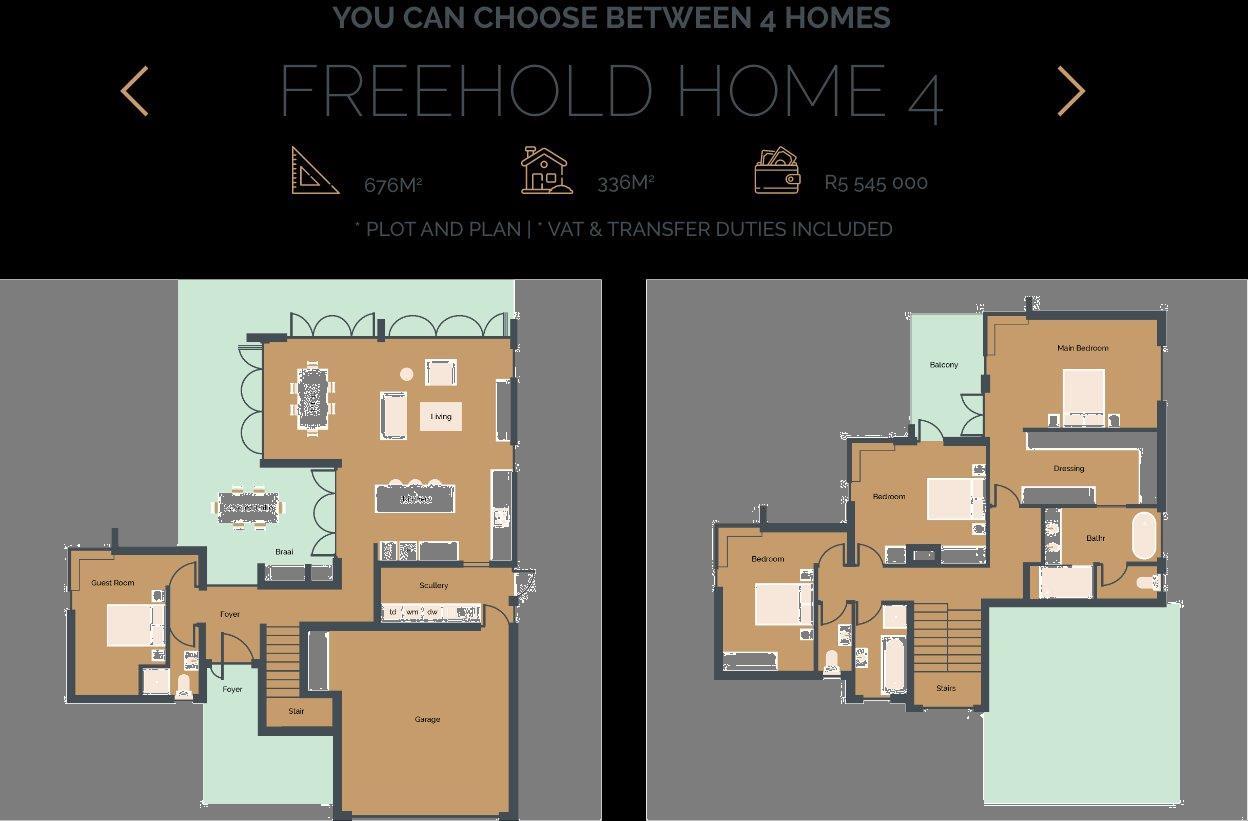 YOU CAN CHOOSE BETWEEN 4 HOMES
FREEHOLD HOME 4
676M²
336M²
R5 545 000
* PLOT AND PLAN | * VAT & TRANSFER DUTIES INCLUDED
Living
Braai
Guest Room
Scullery
td wm dw
Foyer
Foyer
Stair
Garage
Main Bedroom
Balcony
Dressing
Bedroom
Bathr
Bedroom
Stairs